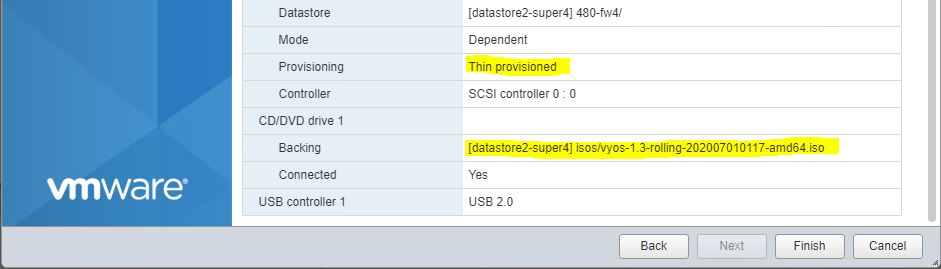 Datastore [datastore2-super4] 480-fw4/
Mode Dependent
Provisioning Thin provisioned
Controller SCSI controller 0 : 0
CD/DVD drive 1
Backing [datastore2-super4] isos/vyos-1.3-rolling-202007010117-amd64.iso
Connected Yes
USB controller 1 USB 2.0
vmware®
Back Next Finish Cancel